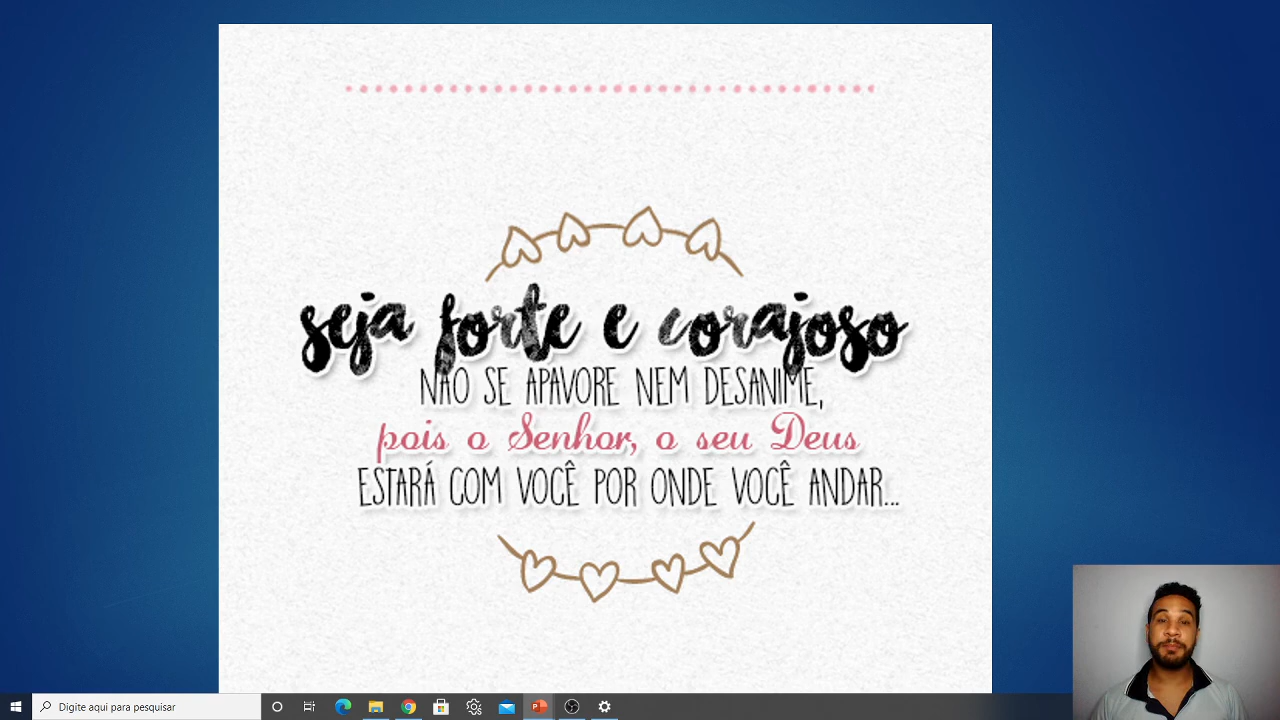 seja forte e corajoso
NÃO SE APAVORE NEM DESANIME,
pois o Senhor, o seu Deus
ESTARÁ COM VOCÊ POR ONDE VOCÊ ANDAR...
Digite aqui para pesquisar